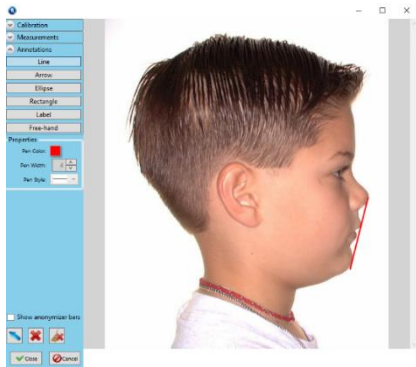 Calibration
Measurements
Annotations
Line
Arrow
Ellipse
Rectangle
Label
Free-hand
Properties
Pen Color:
Pen Width:
Pen Style:
Show anonymizer bars
Close
Cancel